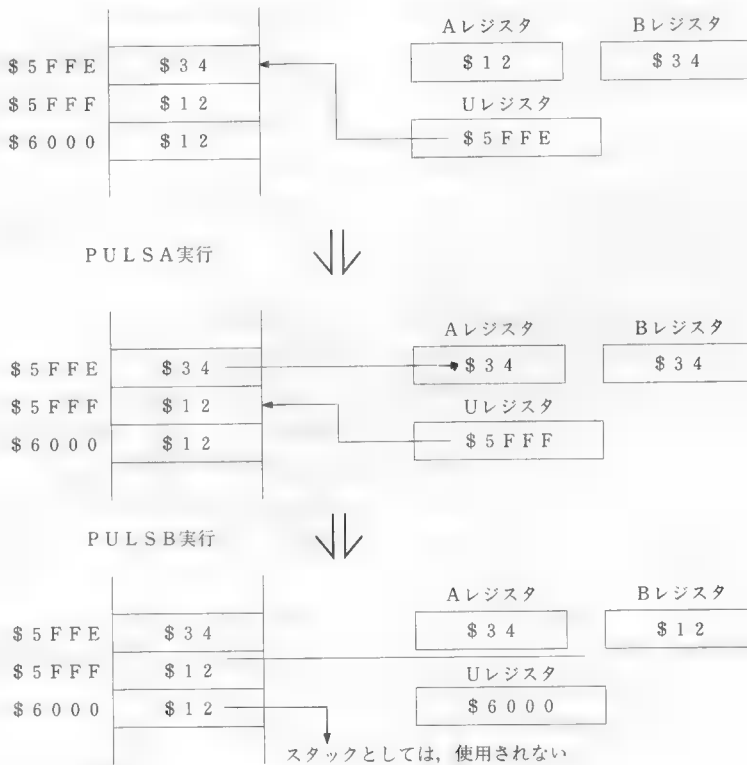 Aレジスタ Bレジスタ
$5FFE $34 $12 $34
$5FFF $12 Uレジスタ
$6000 $12 $5FFE
PULSA実行
Aレジスタ Bレジスタ
$5FFE $34 $34 $34
$5FFF $12 Uレジスタ
$6000 $12 $5FFF
PULSB実行
Aレジスタ Bレジスタ
$5FFE $34 $34 $12
$5FFF $12 Uレジスタ
$6000 $12 $6000
スタックとしては，使用されない